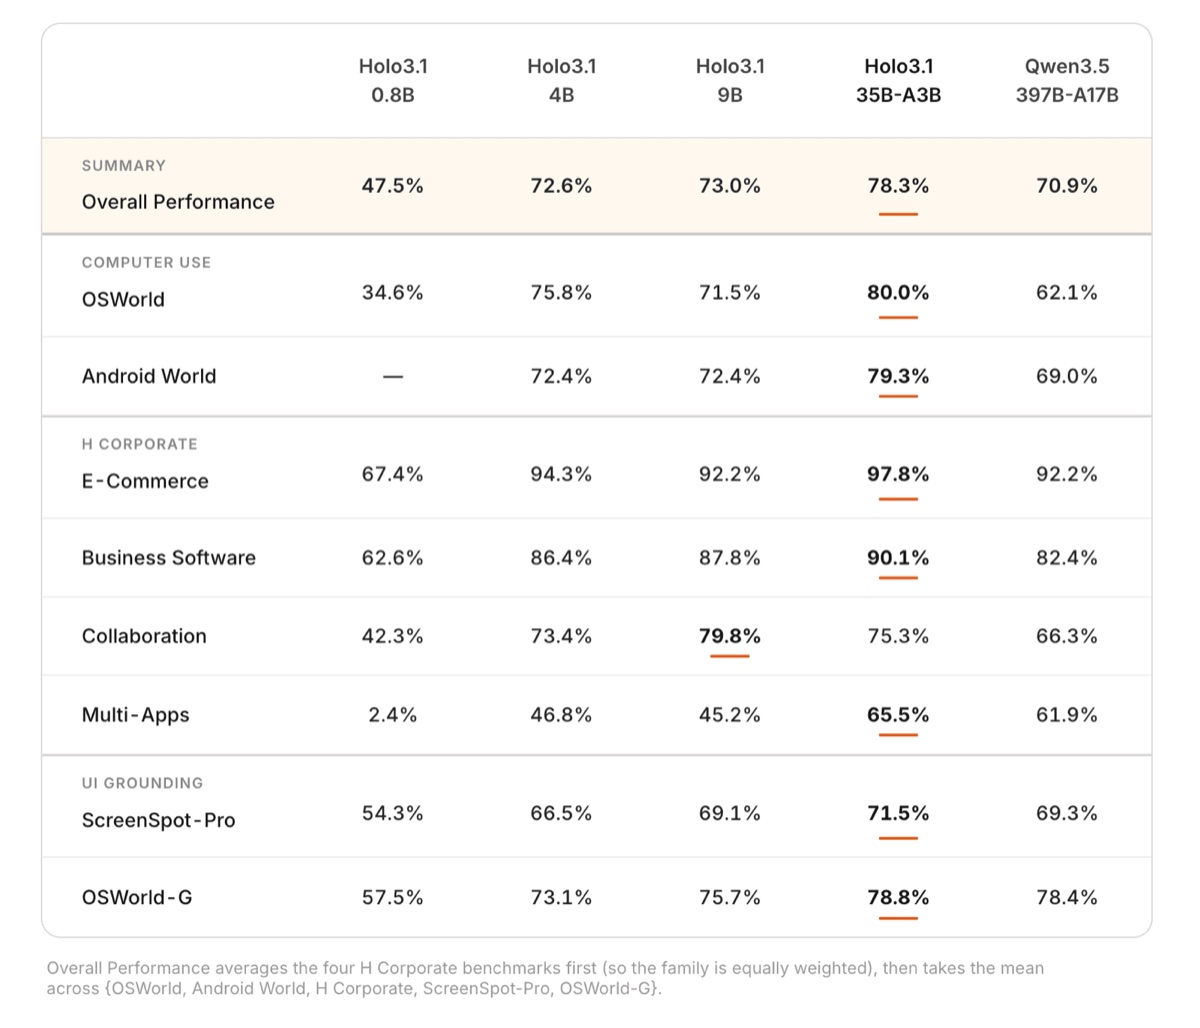 Holo3.1 Holo3.1 Holo3.1 Holo3.1 Qwen3.5
0.8B 4B 9B 35B-A3B 397B-A17B
SUMMARY
Overall Performance 47.5% 72.6% 73.0% 78.3% 70.9%
COMPUTER USE
OSWorld 34.6% 75.8% 71.5% 80.0% 62.1%
Android World — 72.4% 72.4% 79.3% 69.0%
H CORPORATE
E-Commerce 67.4% 94.3% 92.2% 97.8% 92.2%
Business Software 62.6% 86.4% 87.8% 90.1% 82.4%
Collaboration 42.3% 73.4% 79.8% 75.3% 66.3%
Multi-Apps 2.4% 46.8% 45.2% 65.5% 61.9%
UI GROUNDING
ScreenSpot-Pro 54.3% 66.5% 69.1% 71.5% 69.3%
OSWorld-G 57.5% 73.1% 75.7% 78.8% 78.4%
Overall Performance averages the four H Corporate benchmarks first (so the family is equally weighted), then takes the mean
across {OSWorld, Android World, H Corporate, ScreenSpot-Pro, OSWorld-G}.